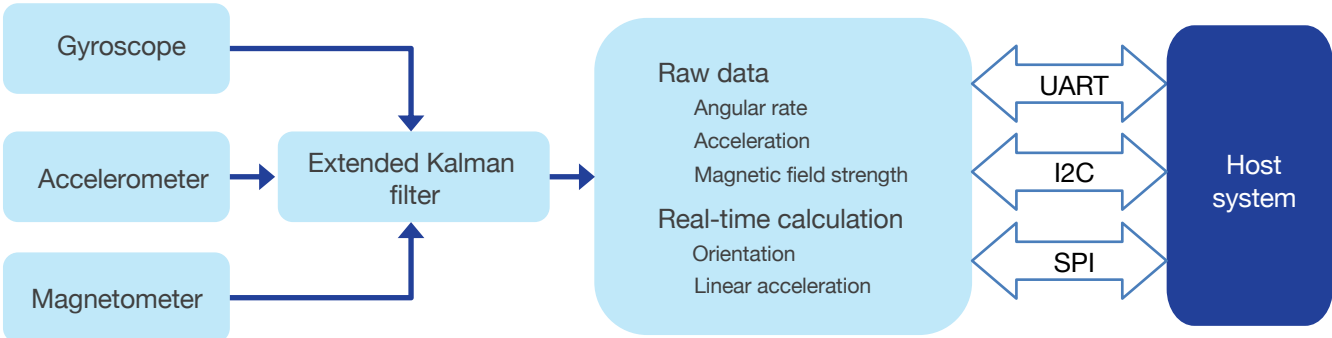 Gyroscope
Accelerometer
Magnetometer
Extended Kalman
filter
Raw data
Angular rate
Acceleration
Magnetic field strength
Real-time calculation
Orientation
Linear acceleration
UART
I2C
SPI
Host
system